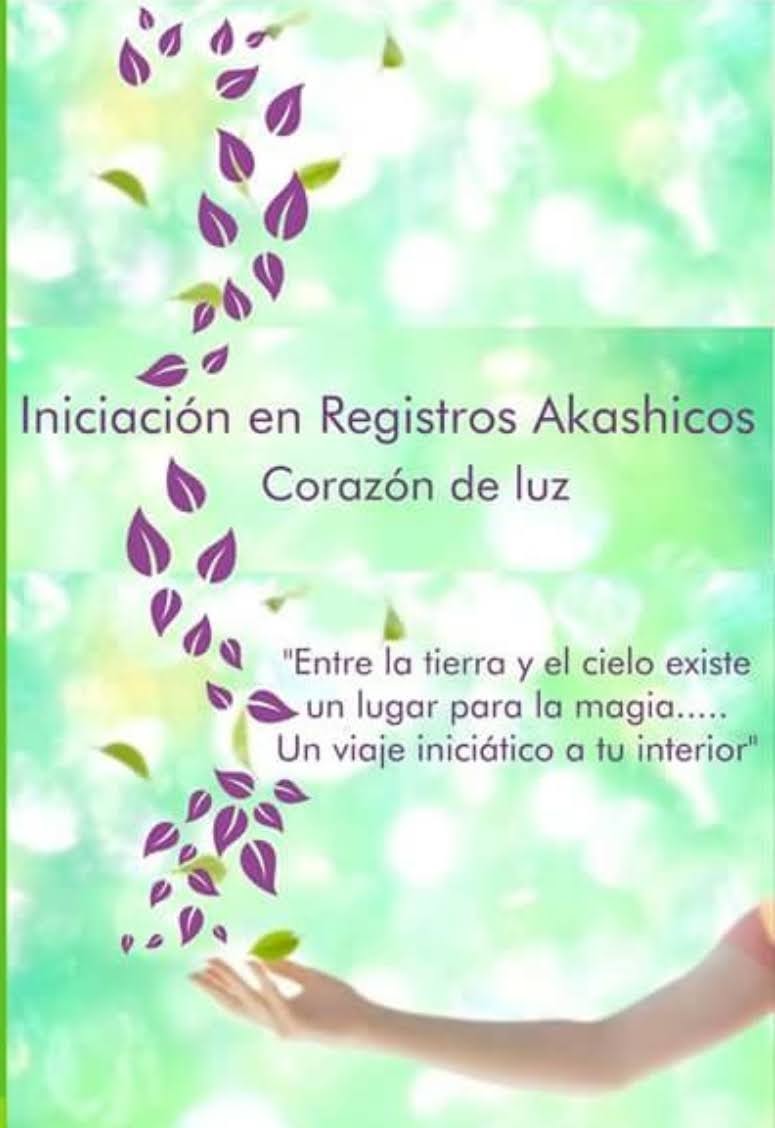 Iniciación en Registros Akashicos
Corazón de luz
"Entre la tierra y el cielo existe
un lugar para la magia.....
Un viaje iniciático a tu interior"